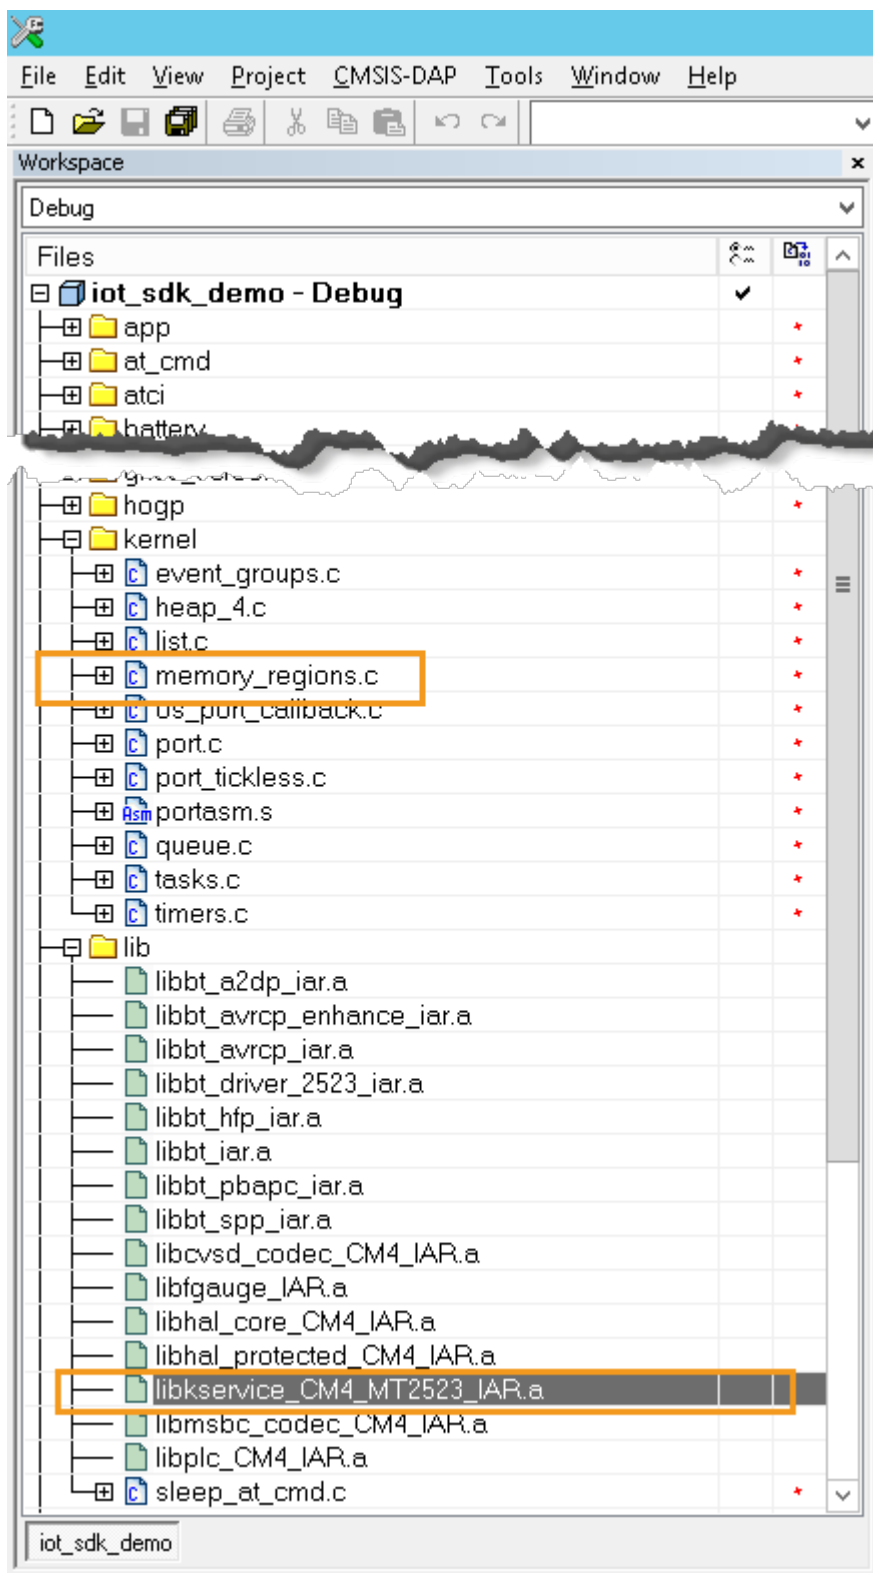 File Edit View Project CMSIS-DAP Tools Window Help
Workspace
Debug
Files
iot_sdk_demo - Debug
app
at_cmd
atci
battery
hogp
kernel
event_groups.c
heap_4.c
list.c
memory_regions.c
os_port_callback.c
port.c
port_tickless.c
Asm portasm.s
queue.c
tasks.c
timers.c
lib
libbt_a2dp_iar.a
libbt_avrcp_enhance_iar.a
libbt_avrcp_iar.a
libbt_driver_2523_iar.a
libbt_hfp_iar.a
libbt_iar.a
libbt_pbapc_iar.a
libbt_spp_iar.a
libcvsd_codec_CM4_IAR.a
libfgauge_IAR.a
libhal_core_CM4_IAR.a
libhal_protected_CM4_IAR.a
libkservice_CM4_MT2523_IAR.a
libmsbc_codec_CM4_IAR.a
libplc_CM4_IAR.a
sleep_at_cmd.c
iot_sdk_demo